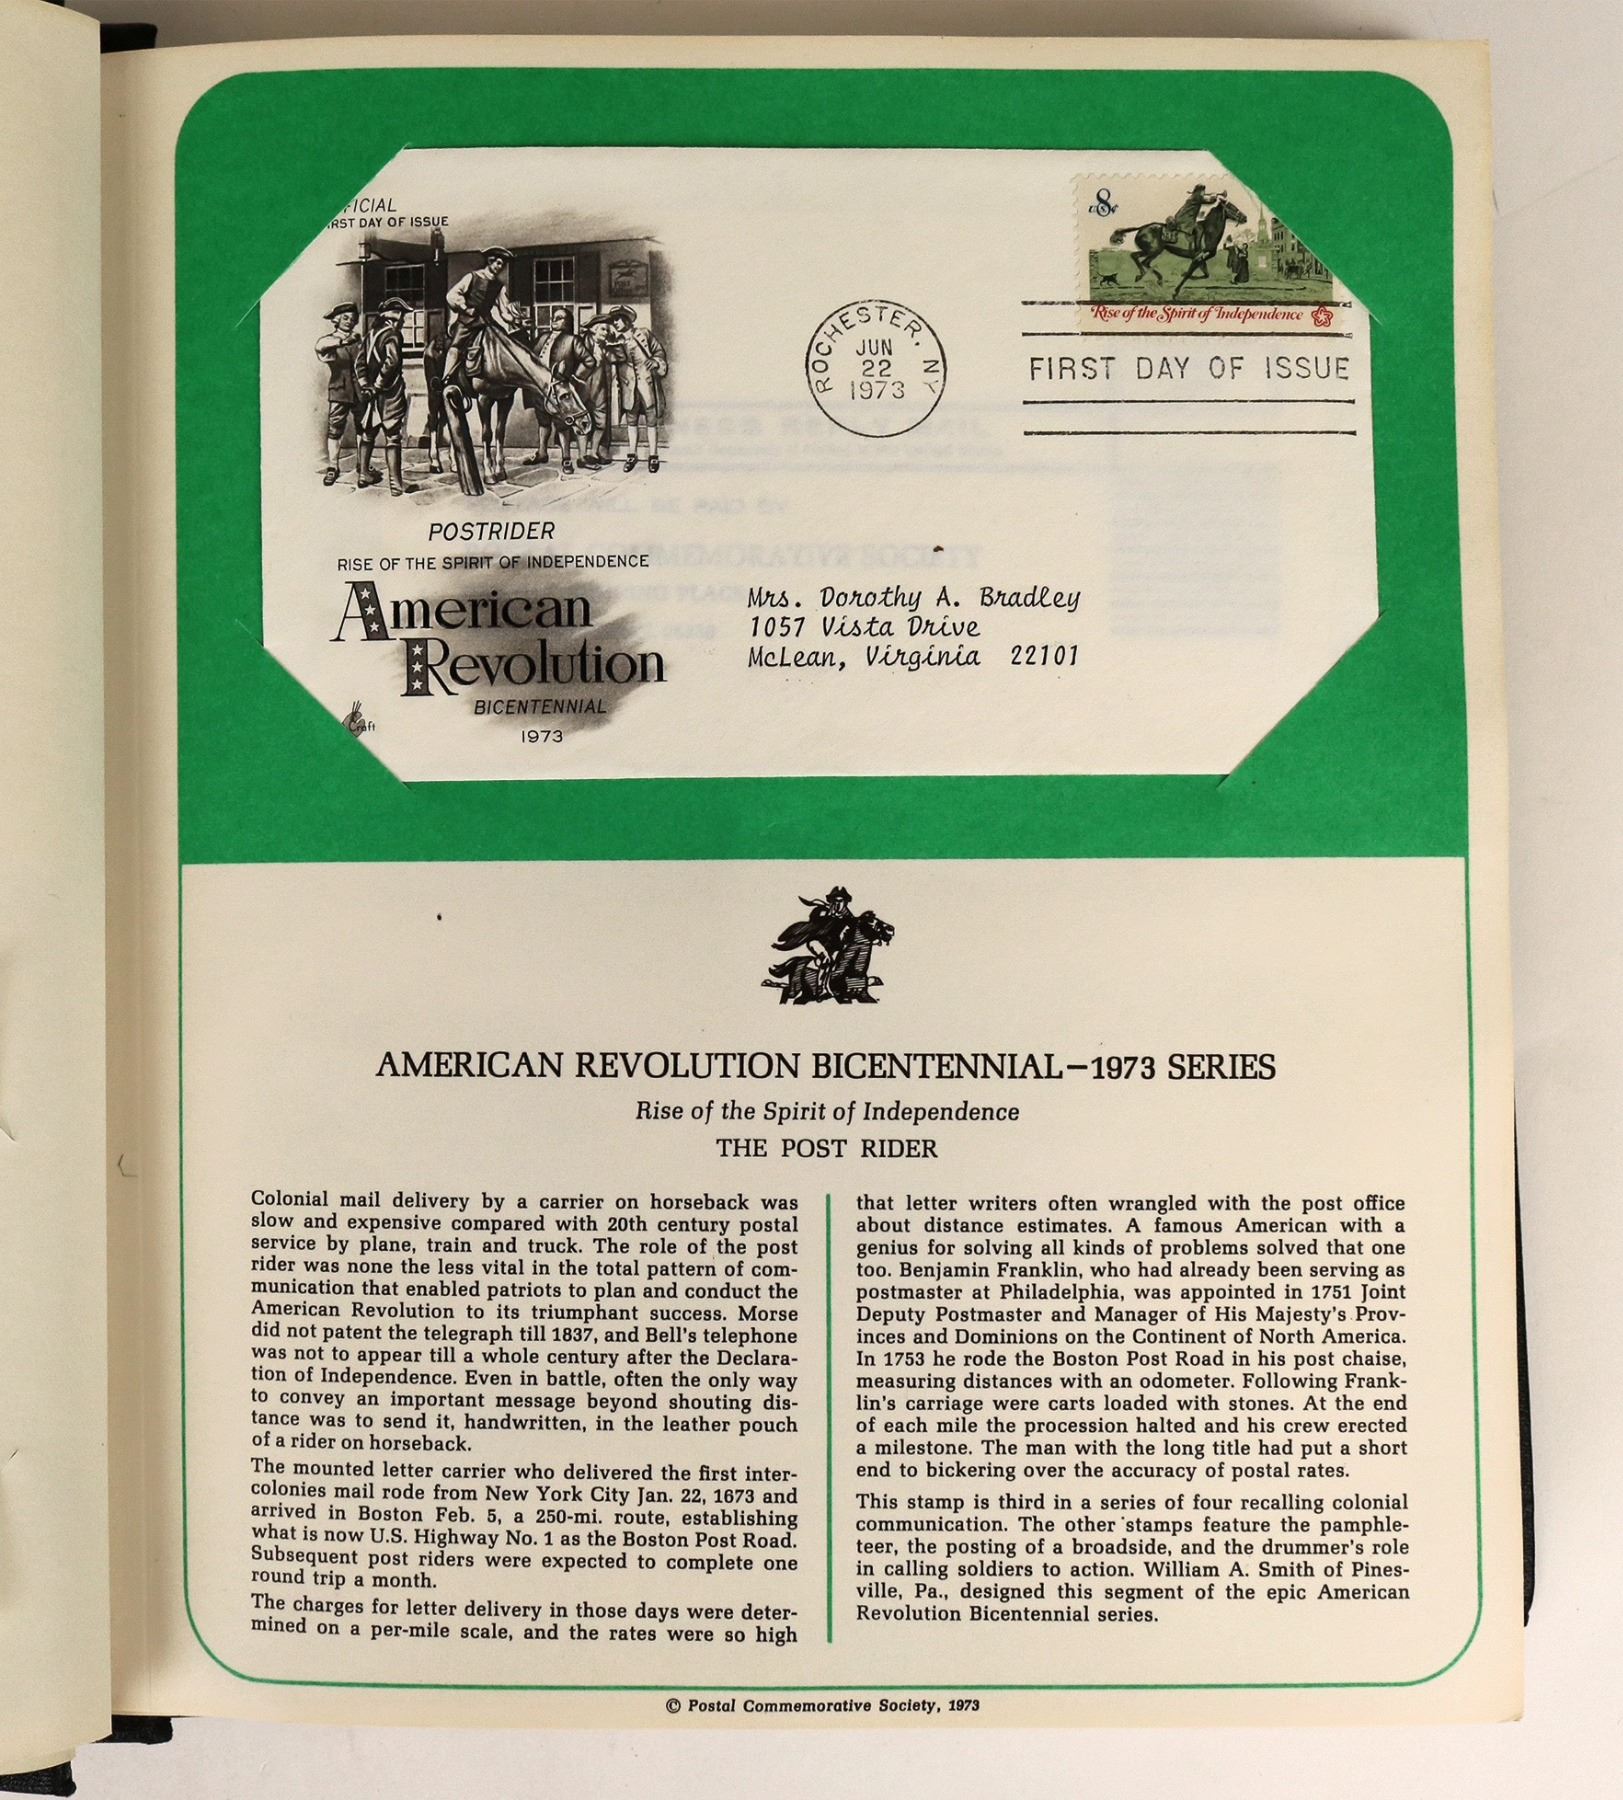 FIRST DAY OF ISSUE
8
US ¢
Rise of the Spirit of Independence
ROCHESTER, NY
JUN
22
1973
FIRST DAY OF ISSUE
POSTRIDER
RISE OF THE SPIRIT OF INDEPENDENCE
American
Revolution
BICENTENNIAL
1973
Craft
Mrs. Dorothy A. Bradley
1057 Vista Drive
McLean, Virginia 22101
AMERICAN REVOLUTION BICENTENNIAL—1973 SERIES
Rise of the Spirit of Independence
THE POST RIDER
Colonial mail delivery by a carrier on horseback was
slow and expensive compared with 20th century postal
service by plane, train and truck. The role of the post
rider was none the less vital in the total pattern of com-
munication that enabled patriots to plan and conduct the
American Revolution to its triumphant success. Morse
did not patent the telegraph till 1837, and Bell's telephone
was not to appear till a whole century after the Declara-
tion of Independence. Even in battle, often the only way
to convey an important message beyond shouting dis-
tance was to send it, handwritten, in the leather pouch
of a rider on horseback.
The mounted letter carrier who delivered the first inter-
colonies mail rode from New York City Jan. 22, 1673 and
arrived in Boston Feb. 5, a 250-mi. route, establishing
what is now U.S. Highway No. 1 as the Boston Post Road.
Subsequent post riders were expected to complete one
round trip a month.
The charges for letter delivery in those days were deter-
mined on a per-mile scale, and the rates were so high
that letter writers often wrangled with the post office
about distance estimates. A famous American with a
genius for solving all kinds of problems solved that one
too. Benjamin Franklin, who had already been serving as
postmaster at Philadelphia, was appointed in 1751 Joint
Deputy Postmaster and Manager of His Majesty's Prov-
inces and Dominions on the Continent of North America.
In 1753 he rode the Boston Post Road in his post chaise,
measuring distances with an odometer. Following Frank-
lin's carriage were carts loaded with stones. At the end
of each mile the procession halted and his crew erected
a milestone. The man with the long title had put a short
end to bickering over the accuracy of postal rates.
This stamp is third in a series of four recalling colonial
communication. The other stamps feature the pamphle-
teer, the posting of a broadside, and the drummer's role
in calling soldiers to action. William A. Smith of Pines-
ville, Pa., designed this segment of the epic American
Revolution Bicentennial series.
© Postal Commemorative Society, 1973